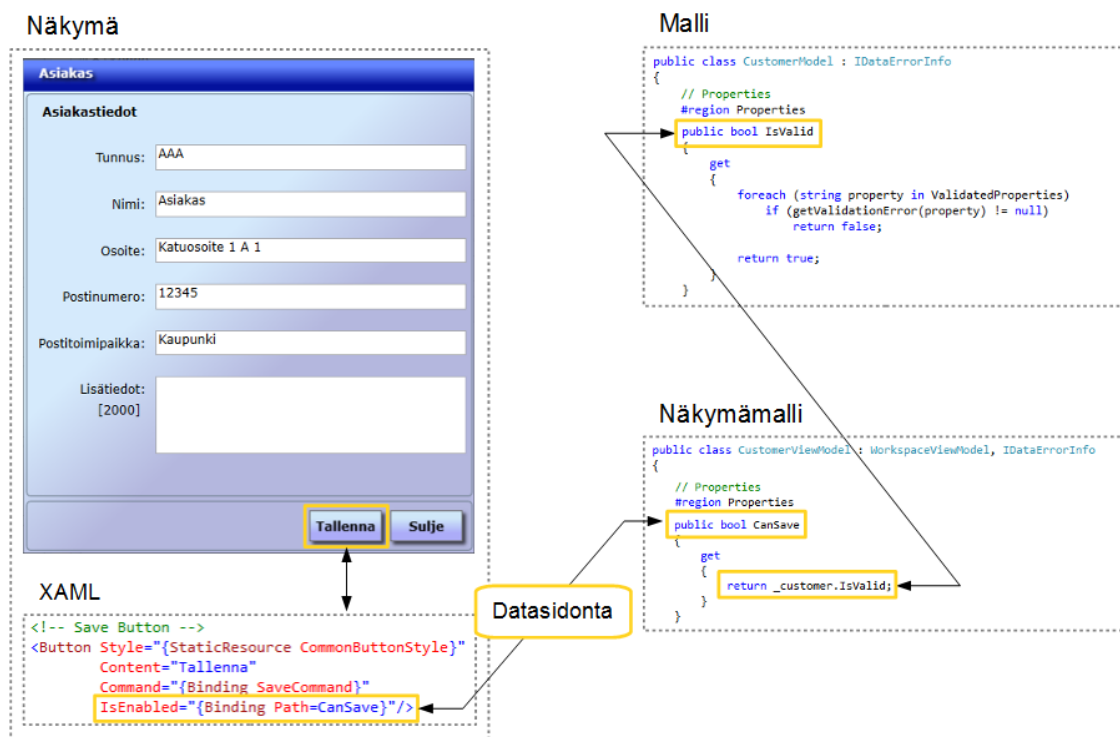 Näkymä
Asiakas
Asiakastiedot
Tunnus: AAA
Nimi: Asiakas
Osoite: Katuosoite 1 A 1
Postinumero: 12345
Postitoimipaikka: Kaupunki
Lisätiedot:
[2000]
Tallenna Sulje
XAML
<!-- Save Button -->
<Button Style="{StaticResource CommonButtonStyle}"
Content="Tallenna"
Command="{Binding SaveCommand}"
IsEnabled="{Binding Path=CanSave}"/>
Datasidonta
Malli
public class CustomerModel : IDataErrorInfo
{
// Properties
#region Properties
public bool IsValid
{
get
{
foreach (string property in ValidatedProperties)
if (getValidationError(property) != null)
return false;
return true;
}
}
Näkymämalli
public class CustomerViewModel : WorkspaceViewModel, IDataErrorInfo
{
// Properties
#region Properties
public bool CanSave
{
get
{
return _customer.IsValid;
}
}